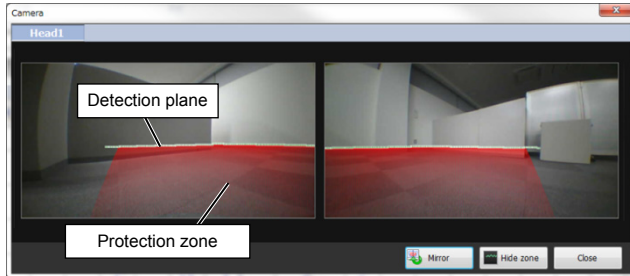 Camera
Head1
Detection plane
Protection zone
Mirror
Hide zone
Close